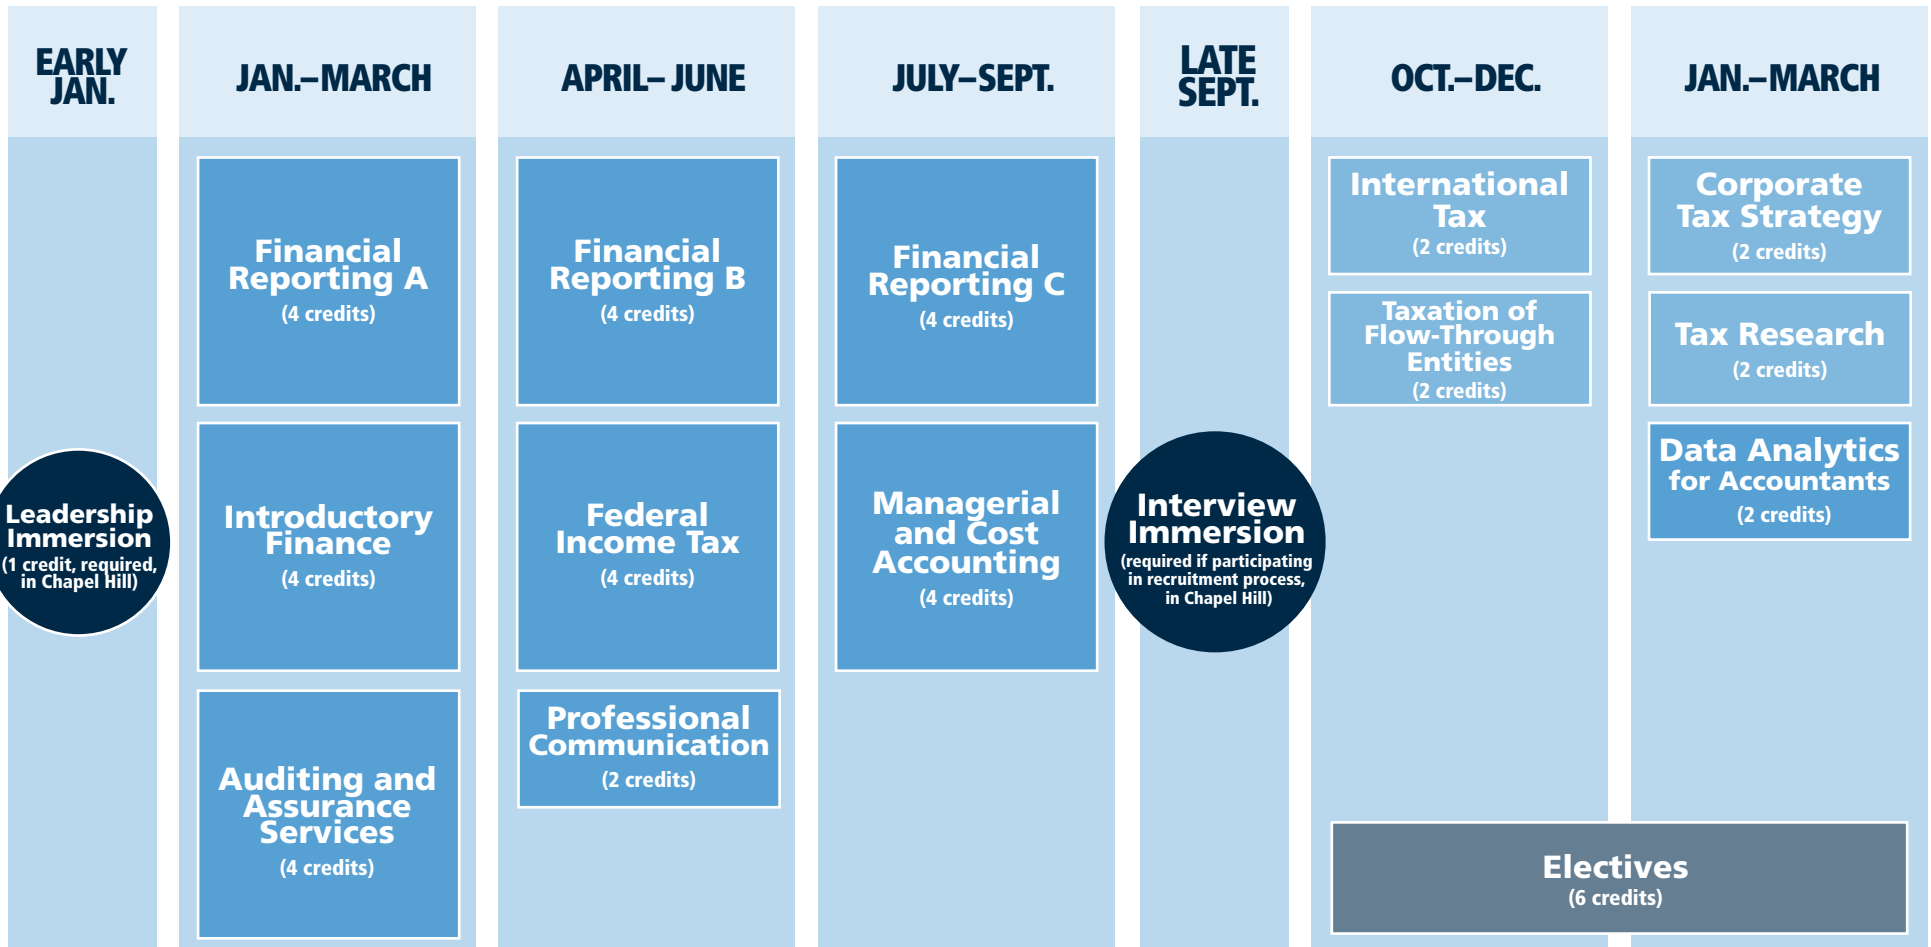 EARLY
JAN.
Leadership
Immersion
(1 credit, required,
in Chapel Hill)
JAN.–MARCH
Financial
Reporting A
(4 credits)
Introductory
Finance
(4 credits)
Auditing and
Assurance
Services
(4 credits)
APRIL– JUNE
Financial
Reporting B
(4 credits)
Federal
Income Tax
(4 credits)
Professional
Communication
(2 credits)
JULY–SEPT.
Financial
Reporting C
(4 credits)
Managerial
and Cost
Accounting
(4 credits)
LATE
SEPT.
Interview
Immersion
(required if participating
in recruitment process,
in Chapel Hill)
OCT.–DEC.
International
Tax
(2 credits)
Taxation of
Flow-Through
Entities
(2 credits)
JAN.–MARCH
Corporate
Tax Strategy
(2 credits)
Tax Research
(2 credits)
Data Analytics
for Accountants
(2 credits)
Electives
(6 credits)